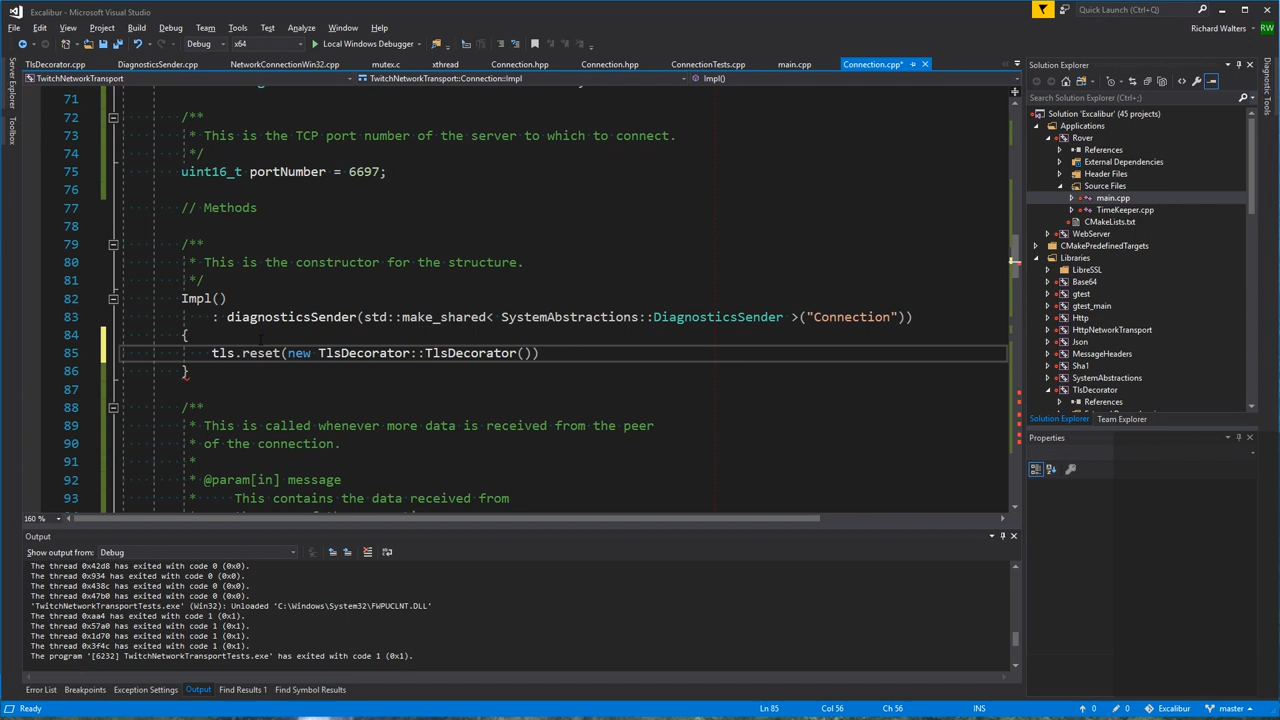 Excalibur - Microsoft Visual Studio
Quick Launch (Ctrl+Q)
File Edit View Project Build Debug Team Tools Test Analyze Window Help
Richard Walters RW
Debug x64 Local Windows Debugger
TlsDecorator.cpp DiagnosticsSender.cpp NetworkConnectionWin32.cpp mutex.c xthread Connection.hpp Connection.hpp ConnectionTests.cpp main.cpp Connection.cpp*
TwitchNetworkTransport TwitchNetworkTransport::Connection::Impl Impl()
Server Explorer
Toolbox
71
72 /**
73 * This is the TCP port number of the server to which to connect.
74 */
75 uint16_t portNumber = 6697;
76
77 // Methods
78
79 /**
80 * This is the constructor for the structure.
81 */
82 Impl()
83 : diagnosticsSender(std::make_shared< SystemAbstractions::DiagnosticsSender >("Connection"))
84 {
85 tls.reset(new TlsDecorator::TlsDecorator())
86 }
87
88 /**
89 * This is called whenever more data is received from the peer
90 * of the connection.
91 *
92 * @param[in] message
93 * This contains the data received from
160 %
Solution Explorer
Search Solution Explorer (Ctrl+;)
Solution 'Excalibur' (45 projects)
Applications
Rover
References
External Dependencies
Header Files
Source Files
main.cpp
TimeKeeper.cpp
CMakeLists.txt
WebServer
CMakePredefinedTargets
Libraries
LibreSSL
Base64
gtest
gtest_main
Http
HttpNetworkTransport
Json
MessageHeaders
Sha1
SystemAbstractions
TlsDecorator
References
Solution Explorer Team Explorer
Properties
Diagnostic Tools
Output
Show output from: Debug
The thread 0x42d8 has exited with code 0 (0x0).
The thread 0x934 has exited with code 0 (0x0).
The thread 0x438c has exited with code 0 (0x0).
The thread 0x47b0 has exited with code 0 (0x0).
'TwitchNetworkTransportTests.exe' (Win32): Unloaded 'C:\Windows\System32\FWPUCLNT.DLL'
The thread 0xaa4 has exited with code 1 (0x1).
The thread 0x57a0 has exited with code 1 (0x1).
The thread 0x1d70 has exited with code 1 (0x1).
The thread 0x3f4c has exited with code 1 (0x1).
The program '[6232] TwitchNetworkTransportTests.exe' has exited with code 1 (0x1).
Error List Breakpoints Exception Settings Output Find Results 1 Find Symbol Results
Ready Ln 85 Col 56 Ch 56 INS 0 0 Excalibur master